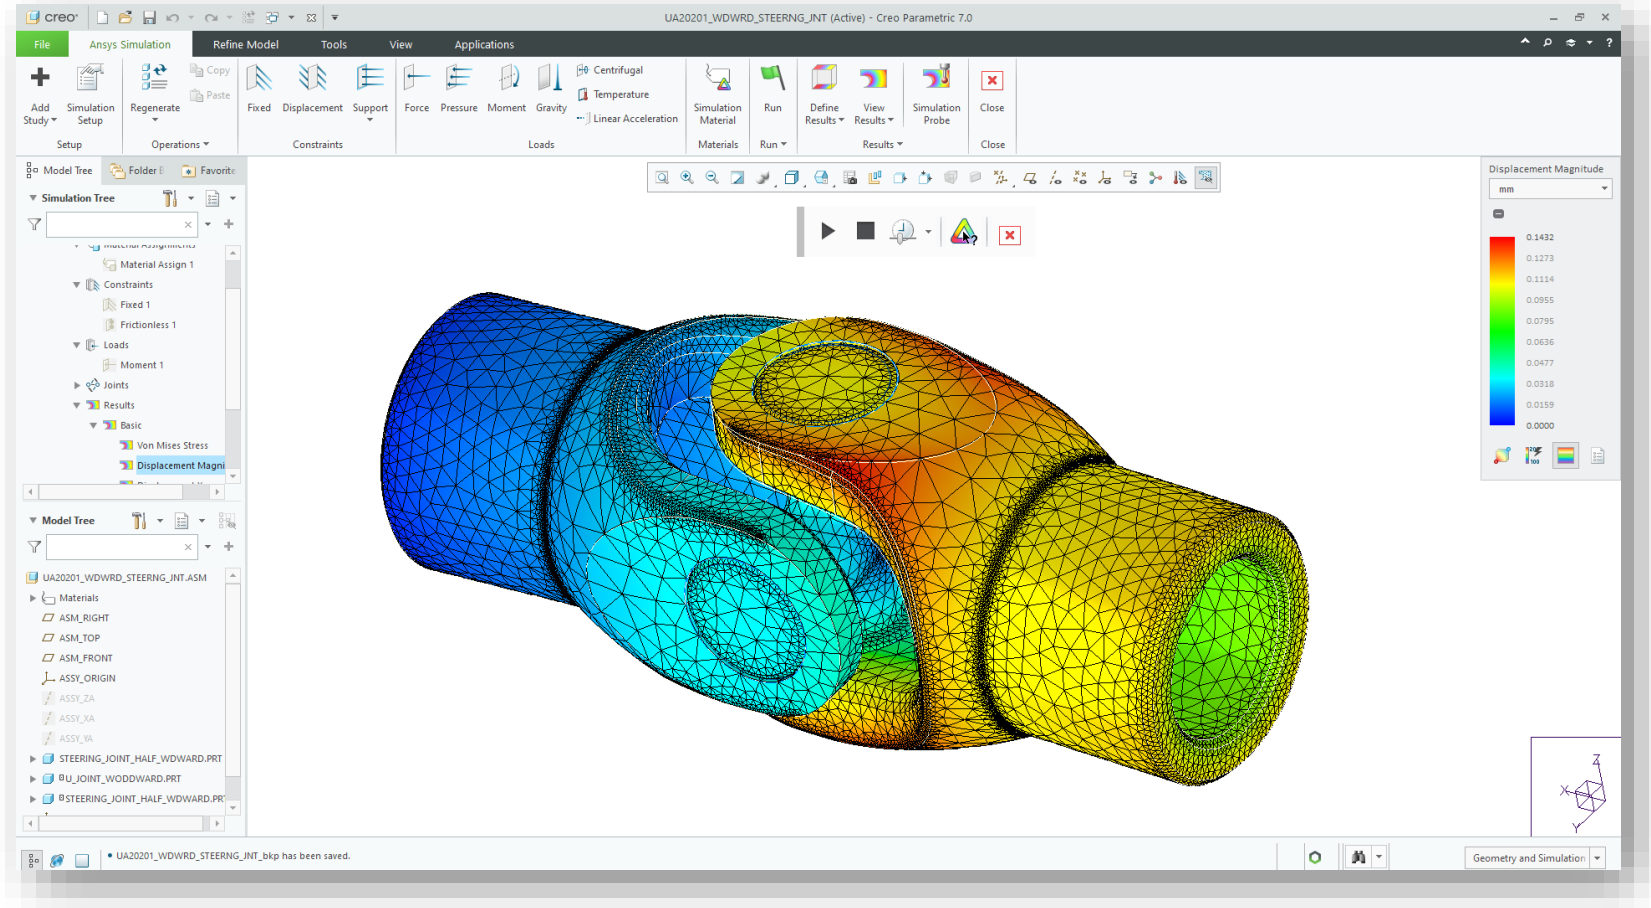 creo°
UA20201_WDWRD_STEERNG_JNT (Active) - Creo Parametric 7.0
File
Ansys Simulation
Refine Model
Tools
View
Applications
?
Add Study
Simulation Setup
Regenerate
Copy
Paste
Fixed
Displacement
Support
Force
Pressure
Moment
Gravity
Centrifugal
Temperature
Linear Acceleration
Simulation Material
Run
Define Results
View Results
Simulation Probe
Close
Setup
Operations
Constraints
Loads
Materials
Run
Results
Close
Model Tree
Folder
Favorite
Simulation Tree
Material Assignments
Material Assign 1
Constraints
Fixed 1
Frictionless 1
Loads
Moment 1
Joints
Results
Basic
Von Mises Stress
Displacement Magni
Model Tree
UA20201_WDWRD_STEERNG_JNT.ASM
Materials
ASM_RIGHT
ASM_TOP
ASM_FRONT
ASSY_ORIGIN
ASSY_ZA
ASSY_XA
ASSY_YA
STEERING_JOINT_HALF_WDWARD.PRT
U_JOINT_WODDWARD.PRT
STEERING_JOINT_HALF_WDWARD.PR
Displacement Magnitude
mm
0.1432
0.1273
0.1114
0.0955
0.0795
0.0636
0.0477
0.0318
0.0159
0.0000
Z
X
Y
• UA20201_WDWRD_STEERNG_JNT_bkp has been saved.
Geometry and Simulation